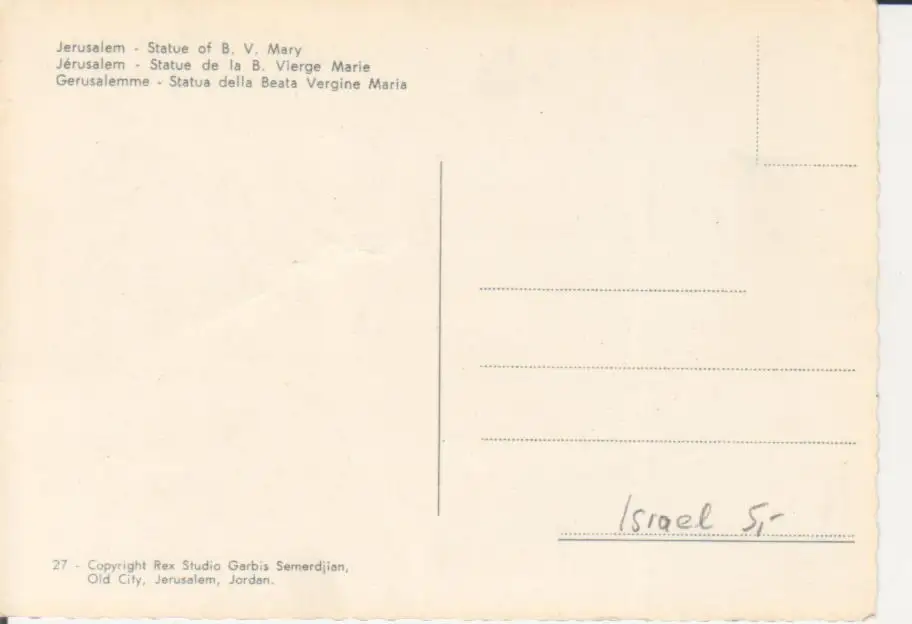 Jerusalem - Statue of B. V. Mary
Jérusalem - Statue de la B. Vierge Marie
Gerusalemme - Statua della Beata Vergine Maria
Israel 5,-
27 - Copyright Rex Studio Garbis Semerdjian,
Old City, Jerusalem, Jordan.